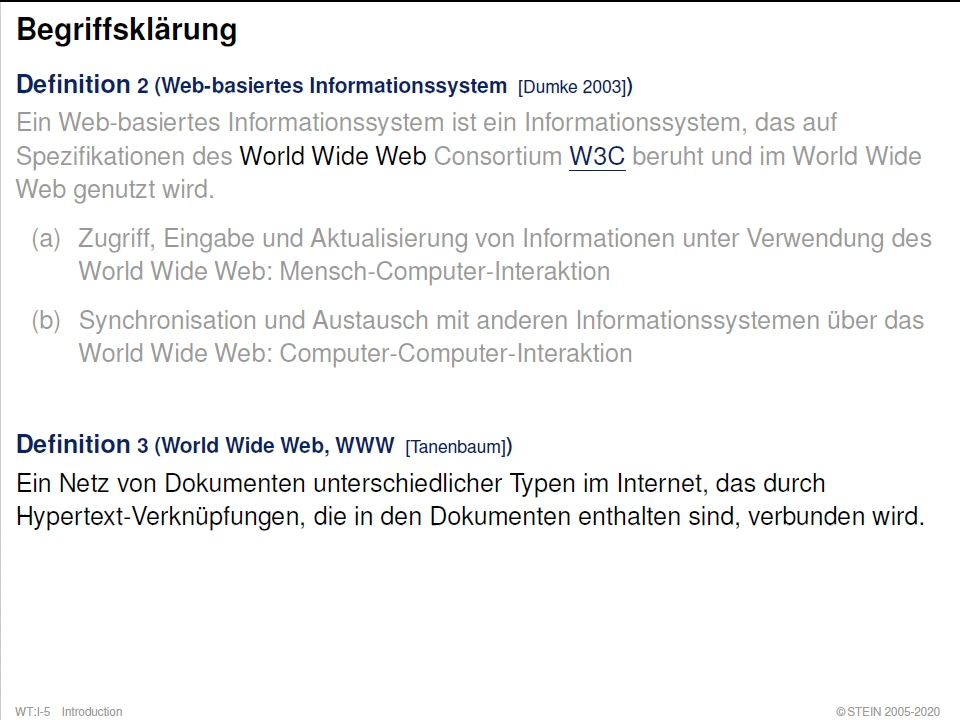 Begriffsklärung
Definition 2 (Web-basiertes Informationssystem [Dumke 2003])
Ein Web-basiertes Informationssystem ist ein Informationssystem, das auf
Spezifikationen des World Wide Web Consortium W3C beruht und im World Wide
Web genutzt wird.
(a) Zugriff, Eingabe und Aktualisierung von Informationen unter Verwendung des
World Wide Web: Mensch-Computer-Interaktion
(b) Synchronisation und Austausch mit anderen Informationssystemen über das
World Wide Web: Computer-Computer-Interaktion
Definition 3 (World Wide Web, WWW [Tanenbaum])
Ein Netz von Dokumenten unterschiedlicher Typen im Internet, das durch
Hypertext-Verknüpfungen, die in den Dokumenten enthalten sind, verbunden wird.
WT:I-5 Introduction
© STEIN 2005-2020